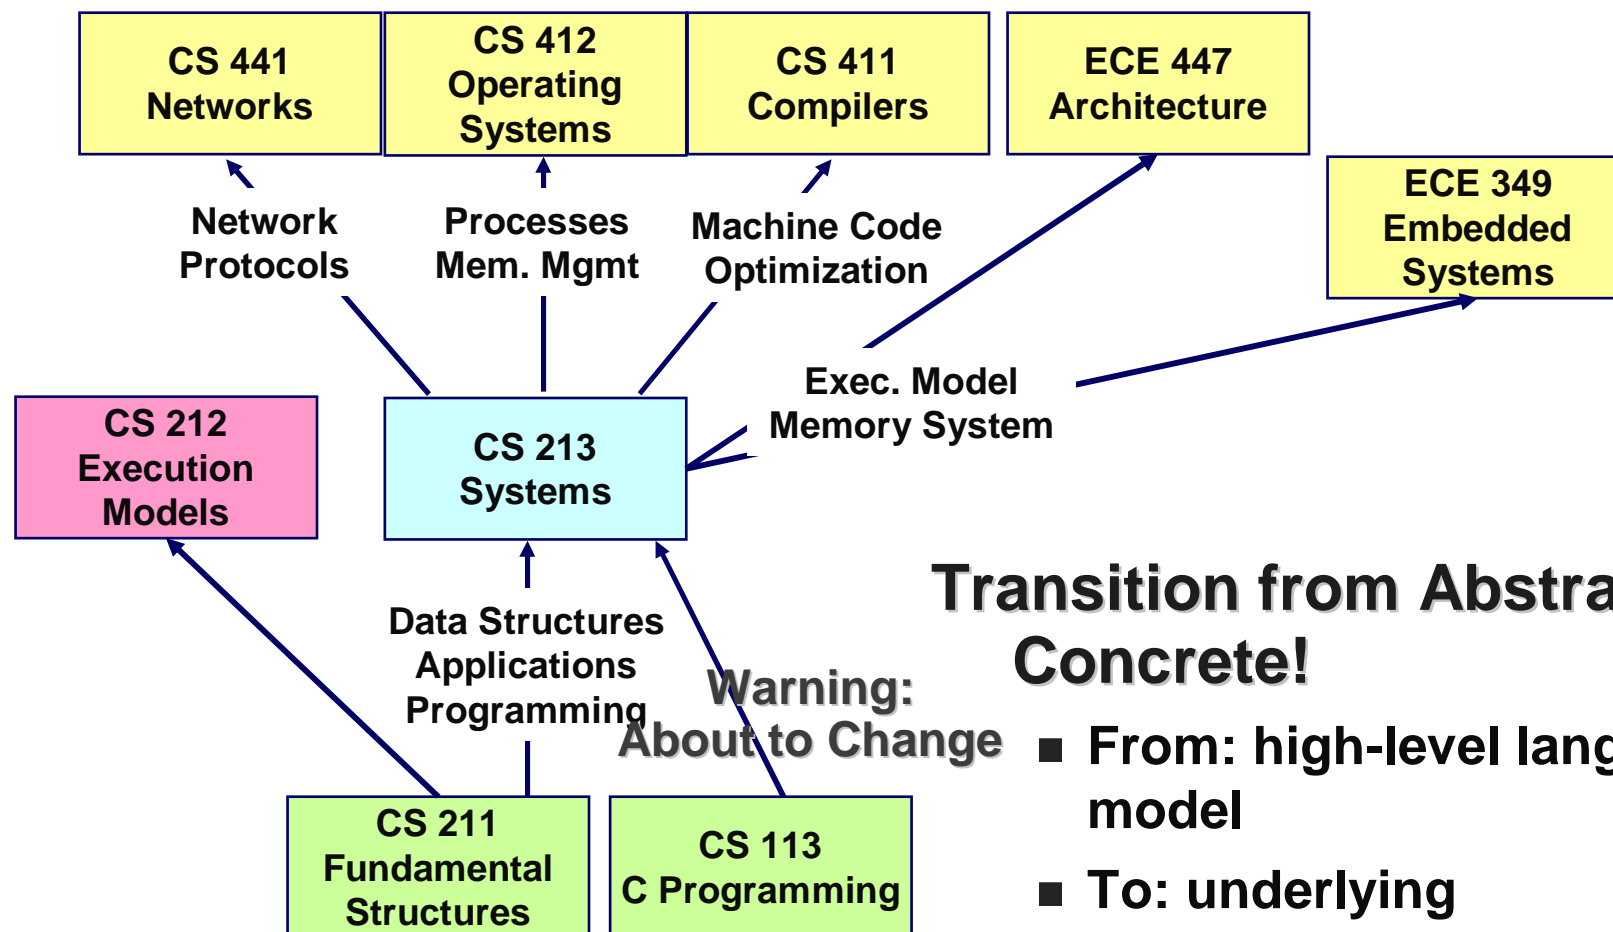 CS 441
Networks
CS 412
Operating
Systems
CS 411
Compilers
ECE 447
Architecture
ECE 349
Embedded
Systems
Network
Protocols
Processes
Mem. Mgmt
Machine Code
Optimization
Exec. Model
Memory System
CS 212
Execution
Models
CS 213
Systems
Data Structures
Applications
Programming
Warning:
About to Change
CS 211
Fundamental
Structures
CS 113
C Programming
Transition from Abstra
Concrete!
■ From: high-level lang
model
■ To: underlying